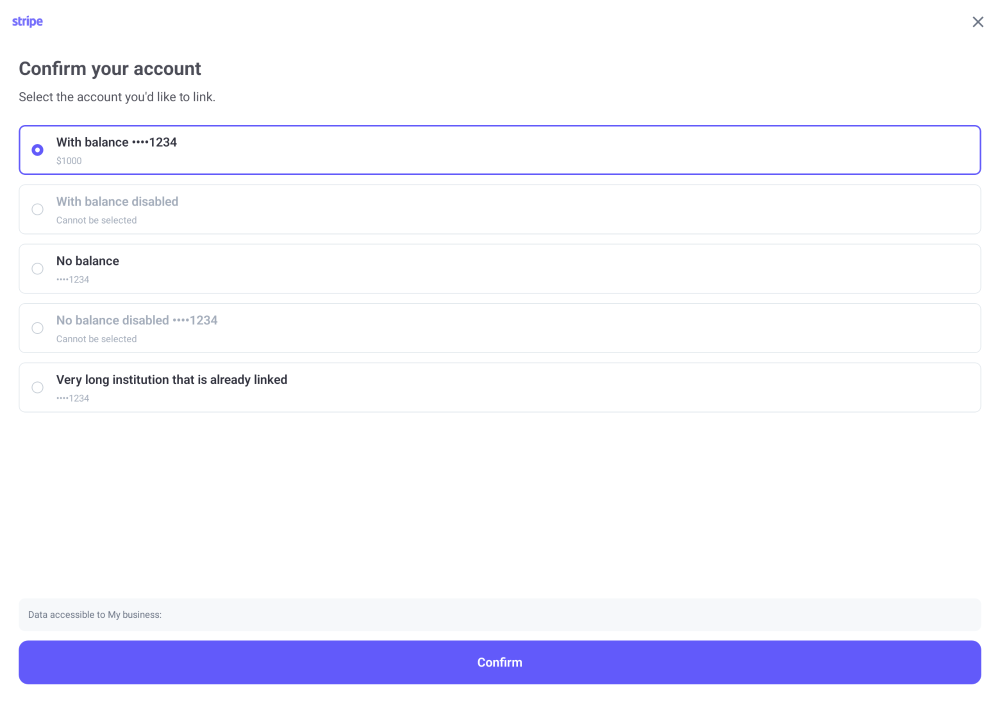 stripe
Confirm your account
Select the account you'd like to link.
With balance ••••1234
$1000
With balance disabled
Cannot be selected
No balance
••••1234
No balance disabled ••••1234
Cannot be selected
Very long institution that is already linked
••••1234
Data accessible to My business:
Confirm